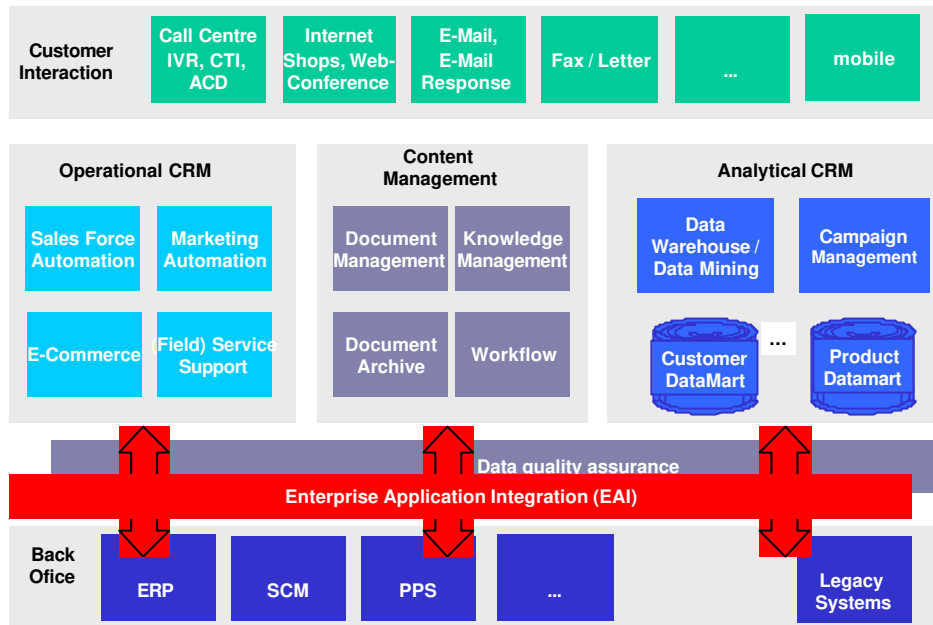 Customer
Interaction
Call Centre
IVR, CTI,
ACD
Internet
Shops, Web-
Conference
E-Mail,
E-Mail
Response
Fax / Letter
...
mobile
Operational CRM
Sales Force
Automation
Marketing
Automation
E-Commerce
(Field) Service
Support
Content
Management
Document
Management
Knowledge
Management
Document
Archive
Workflow
Analytical CRM
Data
Warehouse /
Data Mining
Campaign
Management
Customer
DataMart
...
Product
Datamart
Data quality assurance
Enterprise Application Integration (EAI)
Back
Ofice
ERP
SCM
PPS
...
Legacy
Systems